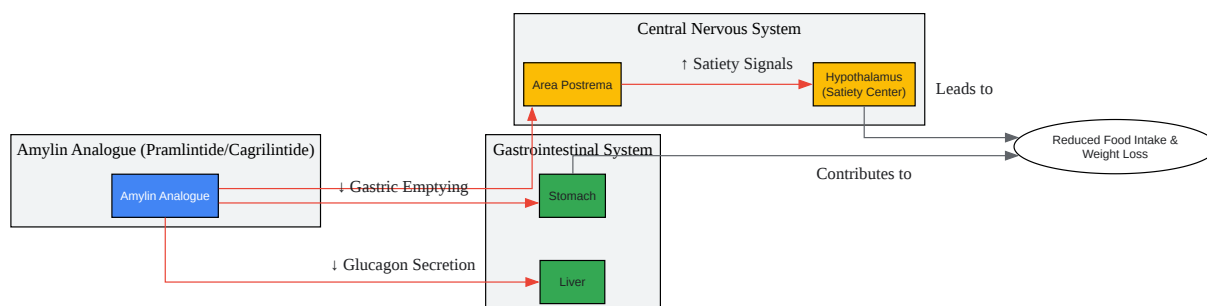 Central Nervous System
Area Postrema
↑ Satiety Signals
Hypothalamus
(Satiety Center)
Leads to
Amylin Analogue (Pramlintide/Cagrilintide)
Gastrointestinal System
Reduced Food Intake &
Weight Loss
Amylin Analogue
↓ Gastric Emptying
Stomach
Contributes to
↓ Glucagon Secretion
Liver